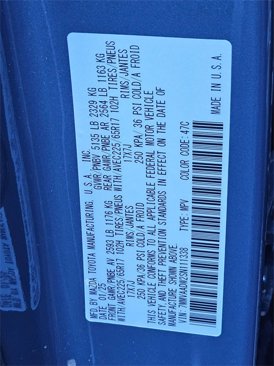 MFD. BY MAZDA TOYOTA MANUFACTURING, U.S.A. INC.
DATE 01/25 GVWR/PNBV 5135 LB 2329 KG
FRONT GAWR/PNBE AV 2593 LB 1176 KG REAR GAWR/PNBE AR 2564 LB 1163 KG
WITH/AVEC225/65R17 102H TIRES/PNEUS WITH/AVEC225/65R17 102H TIRES/PNEUS
17X7J RIMS/JANTES 17X7J RIMS/JANTES
250 KPA/36 PSI COLD/A FROID 250 KPA/36 PSI COLD/A FROID
THIS VEHICLE CONFORMS TO ALL APPLICABLE FEDERAL MOTOR VEHICLE
SAFETY, AND THEFT PREVENTION STANDARDS IN EFFECT ON THE
DATE OF MANUFACTURE SHOWN ABOVE.
VIN: 7MMVAADW2SN111338 TYPE: MPV COLOR CODE: 47C
MADE IN U.S.A.